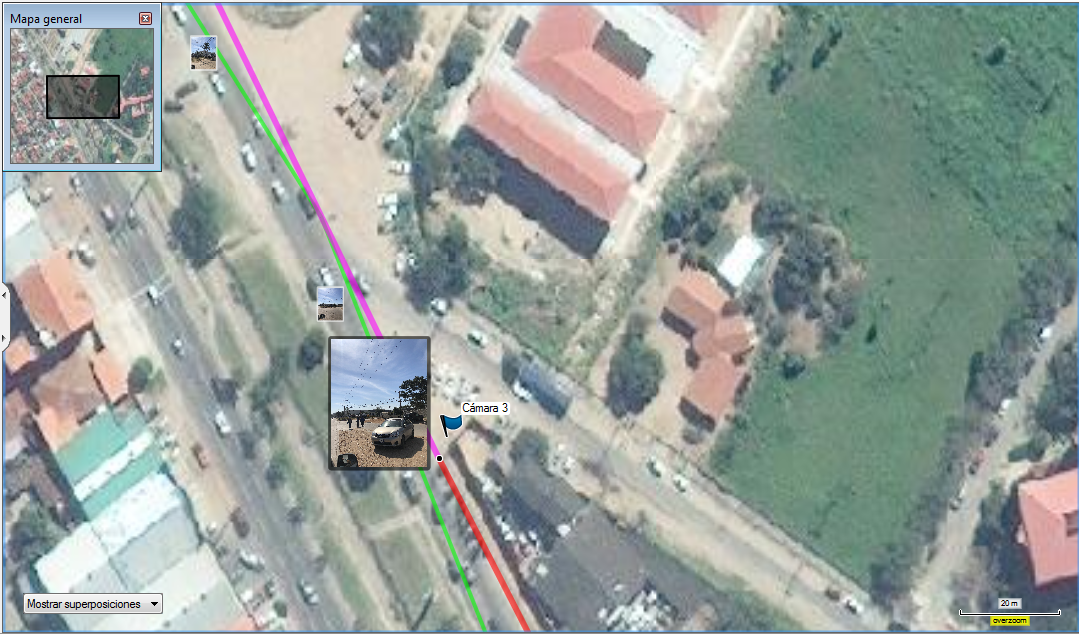 Mapa general
Cámara 3
Mostrar superposiciones
20 m
overzoom